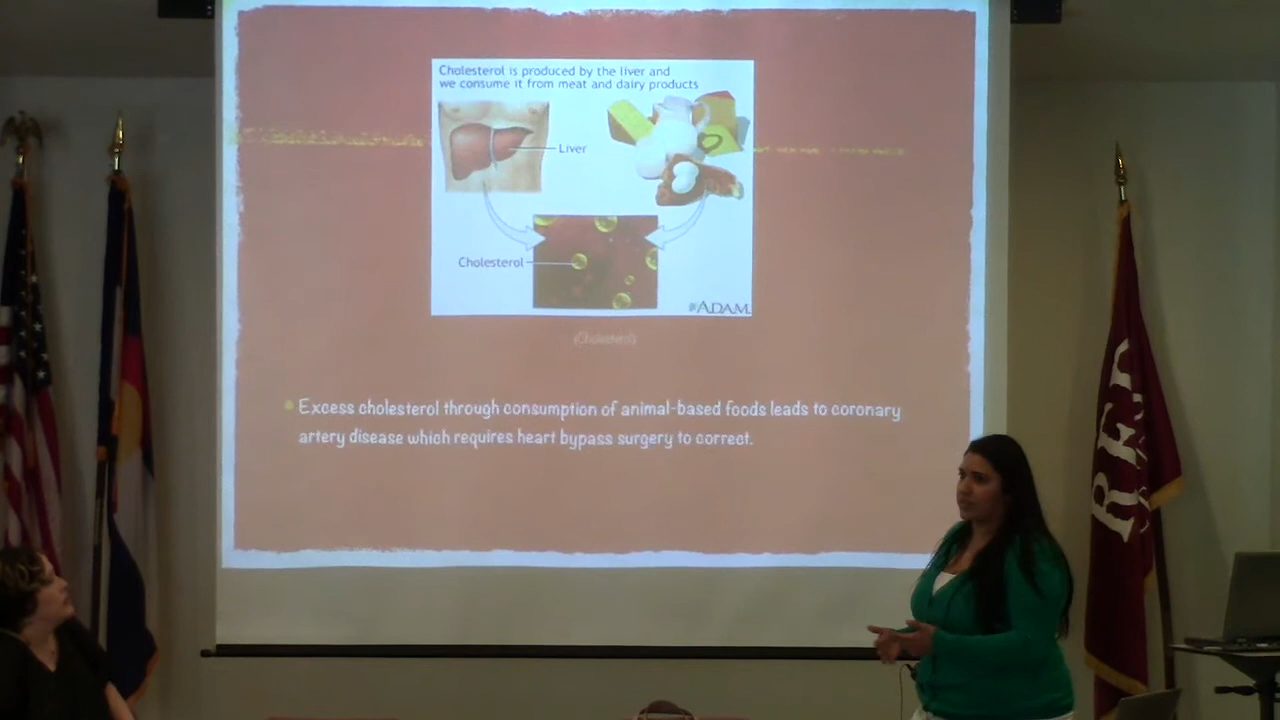 Cholesterol is produced by the liver and
we consume it from meat and dairy products
Liver
Cholesterol
ADAM.
Excess cholesterol through consumption of animal-based foods leads to coronary
artery disease which requires heart bypass surgery to correct.